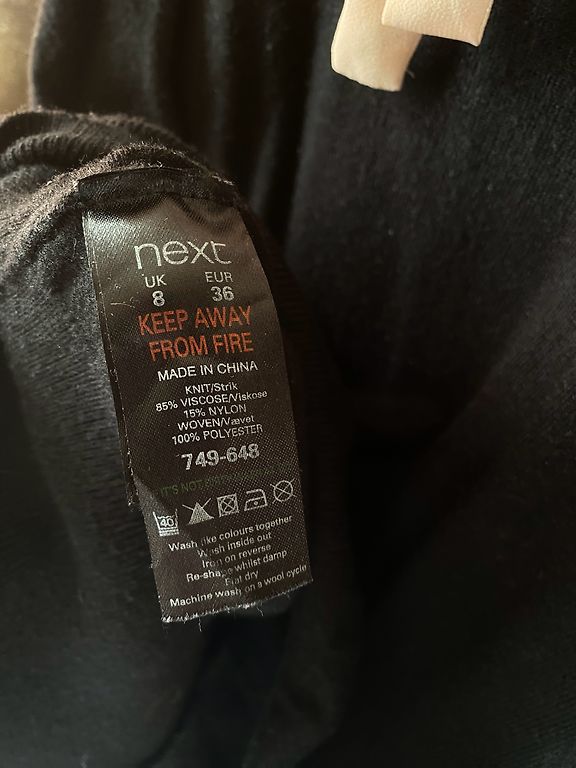 next
UK EUR
8 36
KEEP AWAY
FROM FIRE
MADE IN CHINA
KNIT/Strik
85% VISCOSE/Viskose
15% NYLON
WOVEN/Vævet
100% POLYESTER
749-648
IT'S NOT
40
Wash like colours together
Wash inside out
Iron on reverse
Re-shape whilst damp
Flat dry
Machine wash on a wool cycle